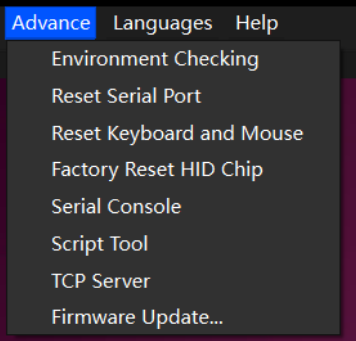 Advance Languages Help
Environment Checking
Reset Serial Port
Reset Keyboard and Mouse
Factory Reset HID Chip
Serial Console
Script Tool
TCP Server
Firmware Update...